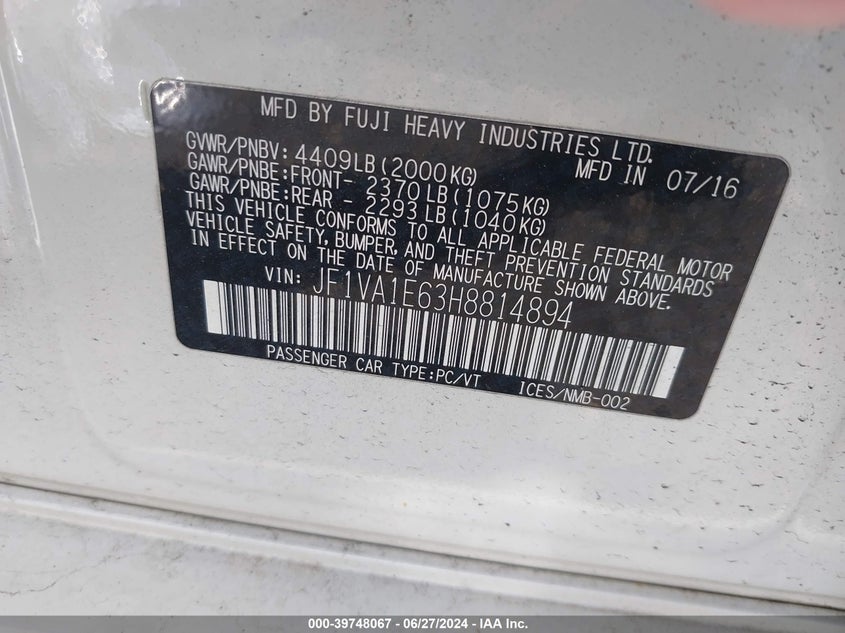 MFD BY FUJI HEAVY INDUSTRIES LTD.
GVWR/PNBV: 4409LB(2000KG) MFD IN 07/16
GAWR/PNBE:FRONT- 2370LB(1075KG)
GAWR/PNBE:REAR - 2293LB(1040KG)
THIS VEHICLE CONFORMS TO ALL APPLICABLE FEDERAL MOTOR
VEHICLE SAFETY, BUMPER, AND THEFT PREVENTION STANDARDS
IN EFFECT ON THE DATE OF MANUFACTURE SHOWN ABOVE.
VIN: JF1VA1E63H8814894
PASSENGER CAR TYPE:PC/VT ICES/NMB-002
000-39748067 - 06/27/2024 - IAA Inc.